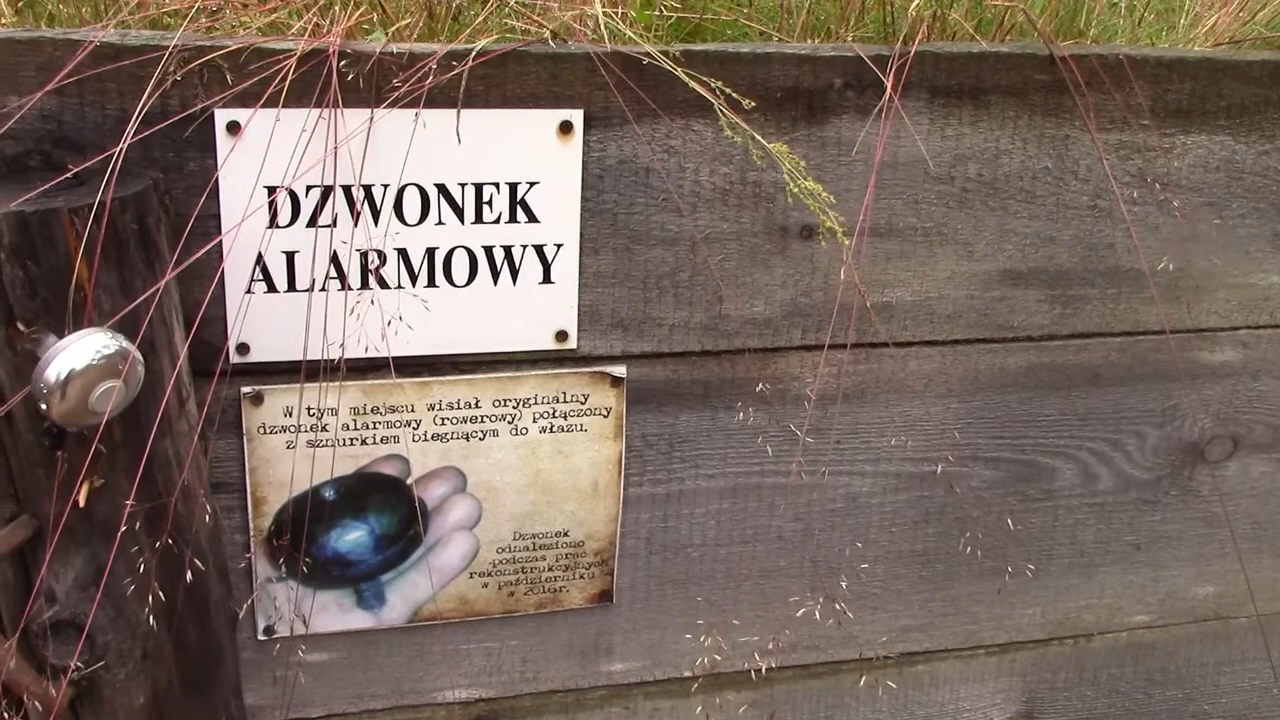 DZWONEK
ALARMOWY
W tym miejscu wisiał oryginalny
dzwonek alarmowy (rowerowy) połączony
z sznurkiem biegnącym do włazu.
Dzwonek
odnaleziono
podczas prac
rekonstrukcyjnych
w październiku
w 2016r.